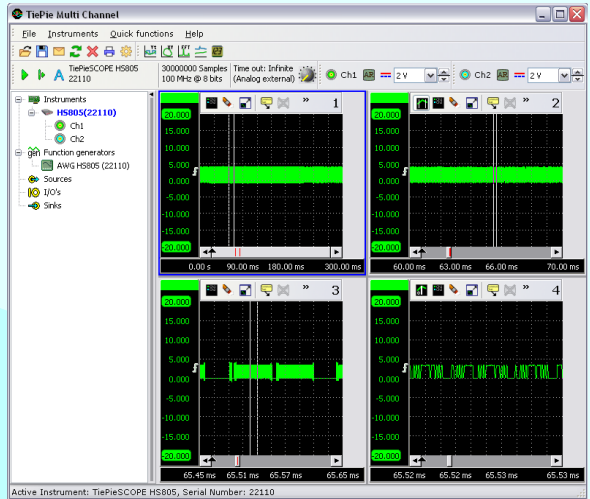 TiePie Multi Channel
File Instruments Quick functions Help
TiePieSCOPE HS805
22110
30000000 Samples
100 MHz @ 8 bits
Time out: Infinite
(Analog external)
Ch1 AR 2 V
Ch2 AR 2 V
Instruments
HS805(22110)
Ch1
Ch2
gen Function generators
AWG HS805 (22110)
Sources
I/O's
Sinks
» 1
20.000
15.000
10.000
5.000
0.000
-5.000
-10.000
-15.000
-20.000
0.00 s 90.00 ms 180.00 ms 300.00 ms
» 2
20.000
15.000
10.000
5.000
0.000
-5.000
-10.000
-15.000
-20.000
60.00 ms 63.00 ms 66.00 ms 70.00 ms
» 3
20.000
15.000
10.000
5.000
0.000
-5.000
-10.000
-15.000
-20.000
65.45 ms 65.51 ms 65.57 ms 65.65 ms
» 4
20.000
15.000
10.000
5.000
0.000
-5.000
-10.000
-15.000
-20.000
65.52 ms 65.52 ms 65.53 ms 65.53 ms
Active Instrument: TiePieSCOPE HS805, Serial Number: 22110